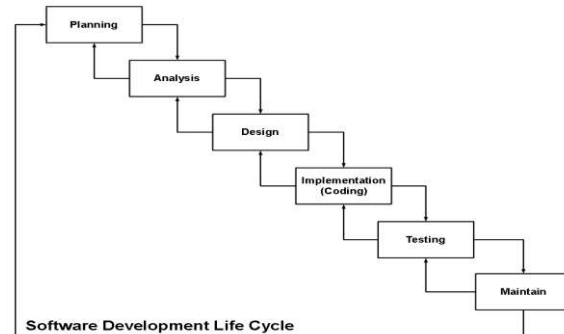 Planning
Analysis
Design
Implementation
(Coding)
Testing
Maintain
Software Development Life Cycle